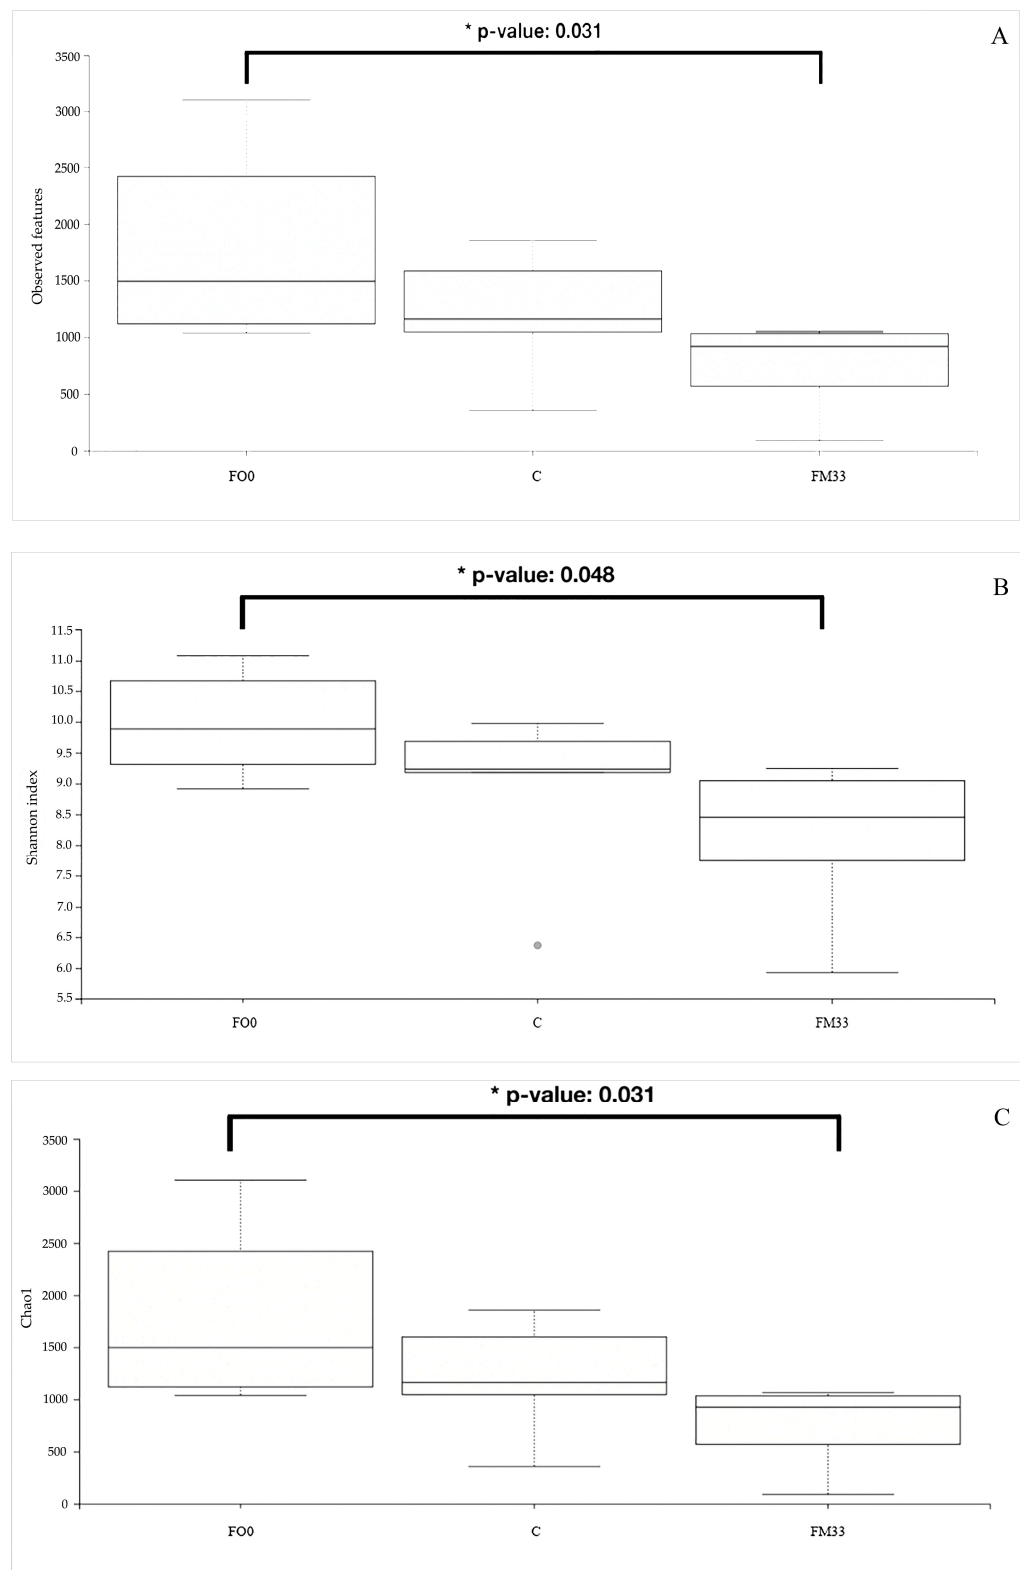 * p-value: 0.031
A
3500
3000
2500
2000
1500
1000
500
0
Observed features
FO0 C FM33
* p-value: 0.048
B
11.5
11.0
10.5
10.0
9.5
9.0
8.5
8.0
7.5
7.0
6.5
6.0
5.5
Shannon index
FO0 C FM33
* p-value: 0.031
C
3500
3000
2500
2000
1500
1000
500
0
Chao1
FO0 C FM33